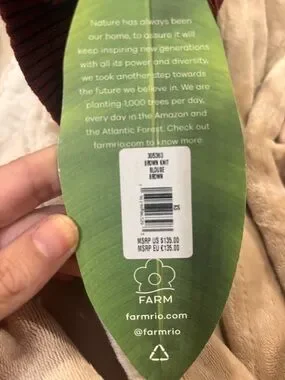 Nature has always been
our home, to assure it will
keep inspiring new generations
with all its power and diversity,
we took another step towards
the future we believe in. We are
planting 1,000 trees per day,
every day in the Amazon and
the Atlantic Forest. Check out
farmrio.com to know more
305363
BROWN KNIT
BLOUSE
BROWN
MSRP US $135.00
MSRP EU €135.00
FARM
farmrio.com
@farmrio